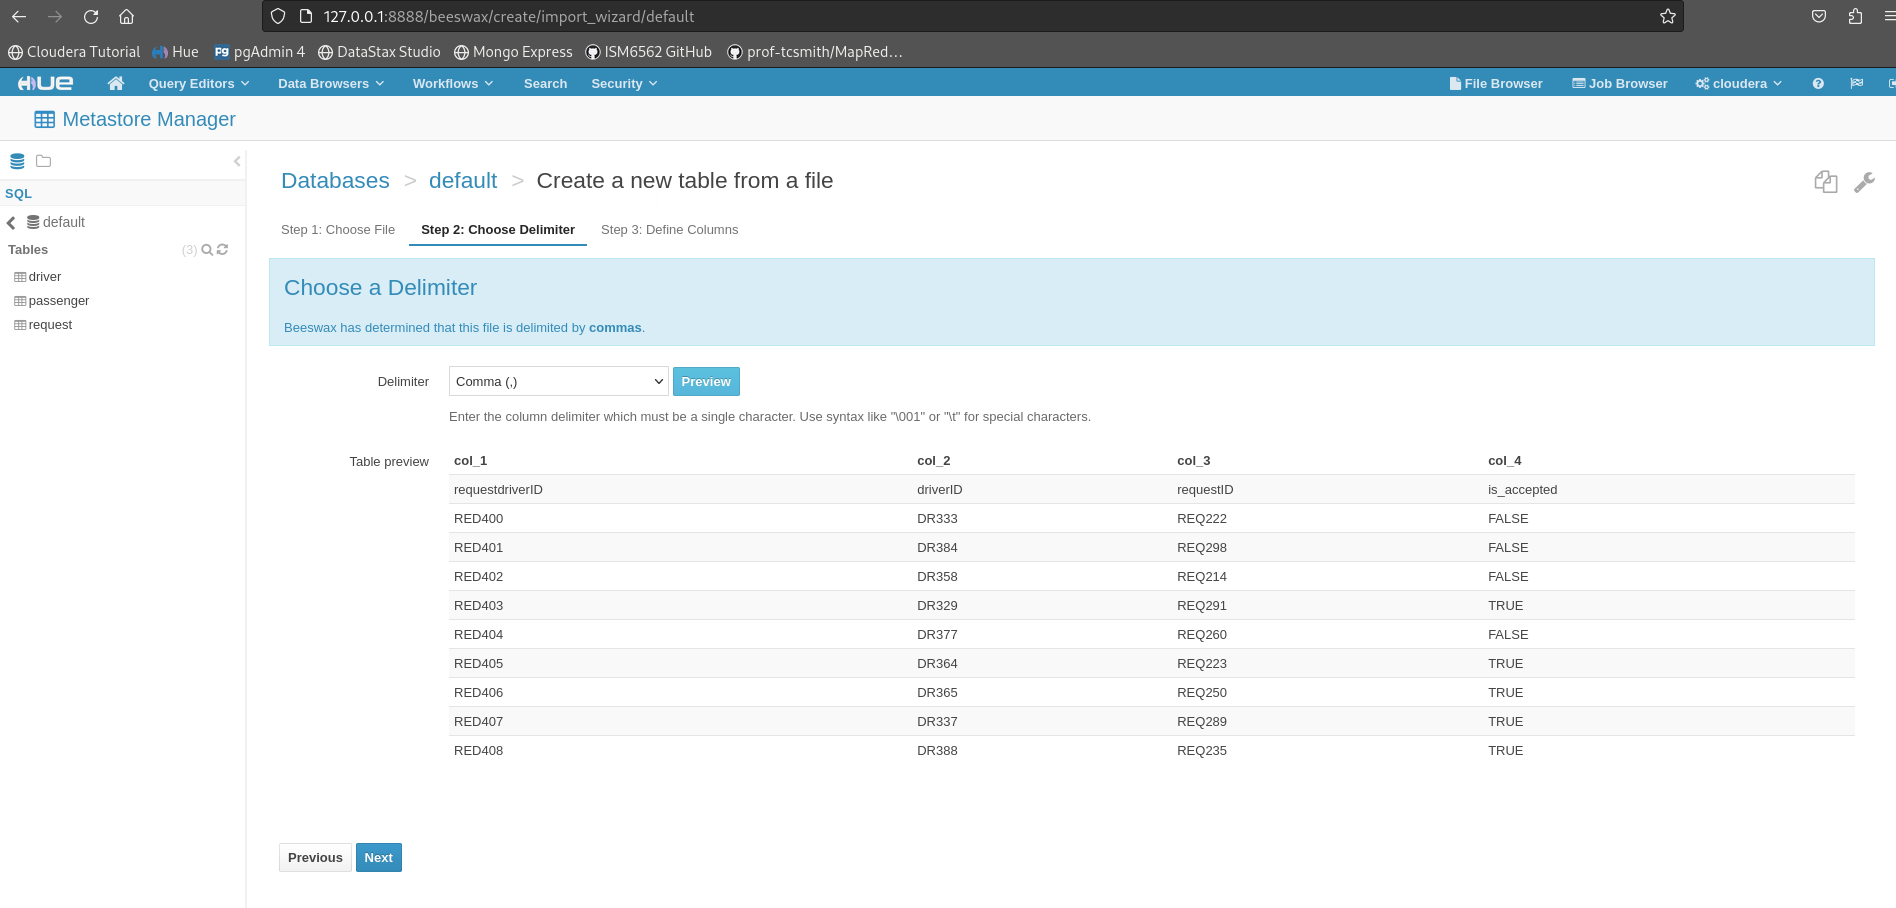 127.0.0.1:8888/beeswax/create/import_wizard/default
Cloudera Tutorial Hue pgAdmin 4 DataStax Studio Mongo Express ISM6562 GitHub prof-tcsmith/MapRed...
HUE Query Editors Data Browsers Workflows Search Security File Browser Job Browser cloudera
Metastore Manager
SQL
default
Tables (3)
driver
passenger
request
Databases > default > Create a new table from a file
Step 1: Choose File Step 2: Choose Delimiter Step 3: Define Columns
Choose a Delimiter
Beeswax has determined that this file is delimited by commas.
Delimiter Comma (,) Preview
Enter the column delimiter which must be a single character. Use syntax like "\001" or "\t" for special characters.
Table preview col_1 col_2 col_3 col_4
requestdriverID driverID requestID is_accepted
RED400 DR333 REQ222 FALSE
RED401 DR384 REQ298 FALSE
RED402 DR358 REQ214 FALSE
RED403 DR329 REQ291 TRUE
RED404 DR377 REQ260 FALSE
RED405 DR364 REQ223 TRUE
RED406 DR365 REQ250 TRUE
RED407 DR337 REQ289 TRUE
RED408 DR388 REQ235 TRUE
Previous Next